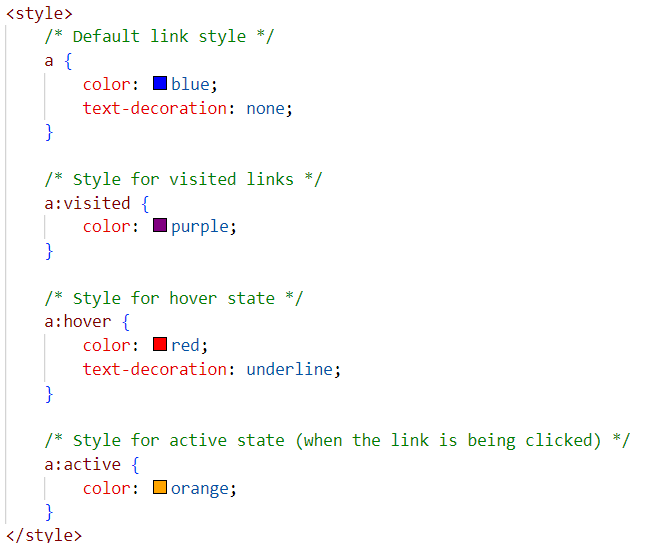 <style>
/* Default link style */
a {
color: blue;
text-decoration: none;
}
/* Style for visited links */
a:visited {
color: purple;
}
/* Style for hover state */
a:hover {
color: red;
text-decoration: underline;
}
/* Style for active state (when the link is being clicked) */
a:active {
color: orange;
}
</style>